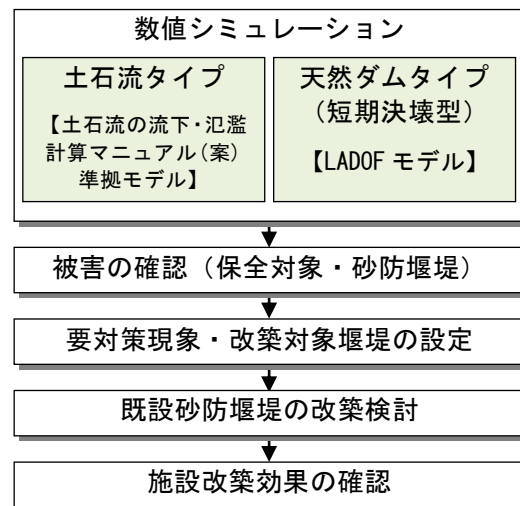 数値シミュレーション
土石流タイプ
【土石流の流下・氾濫
計算マニュアル(案)
準拠モデル】
天然ダムタイプ
(短期決壊型)
【LADOF モデル】
被害の確認(保全対象・砂防堰堤)
要対策現象・改築対象堰堤の設定
既設砂防堰堤の改築検討
施設改築効果の確認